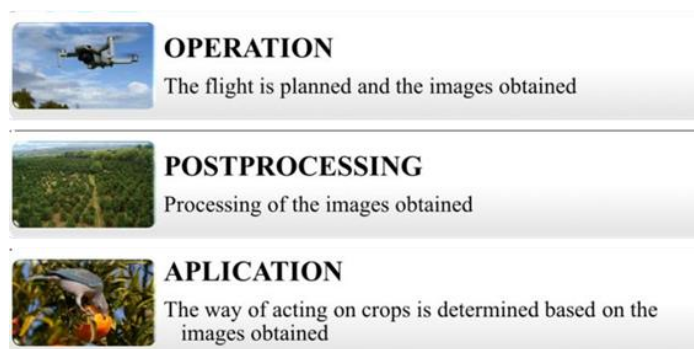 OPERATION
The flight is planned and the images obtained
POSTPROCESSING
Processing of the images obtained
APLICATION
The way of acting on crops is determined based on the
images obtained